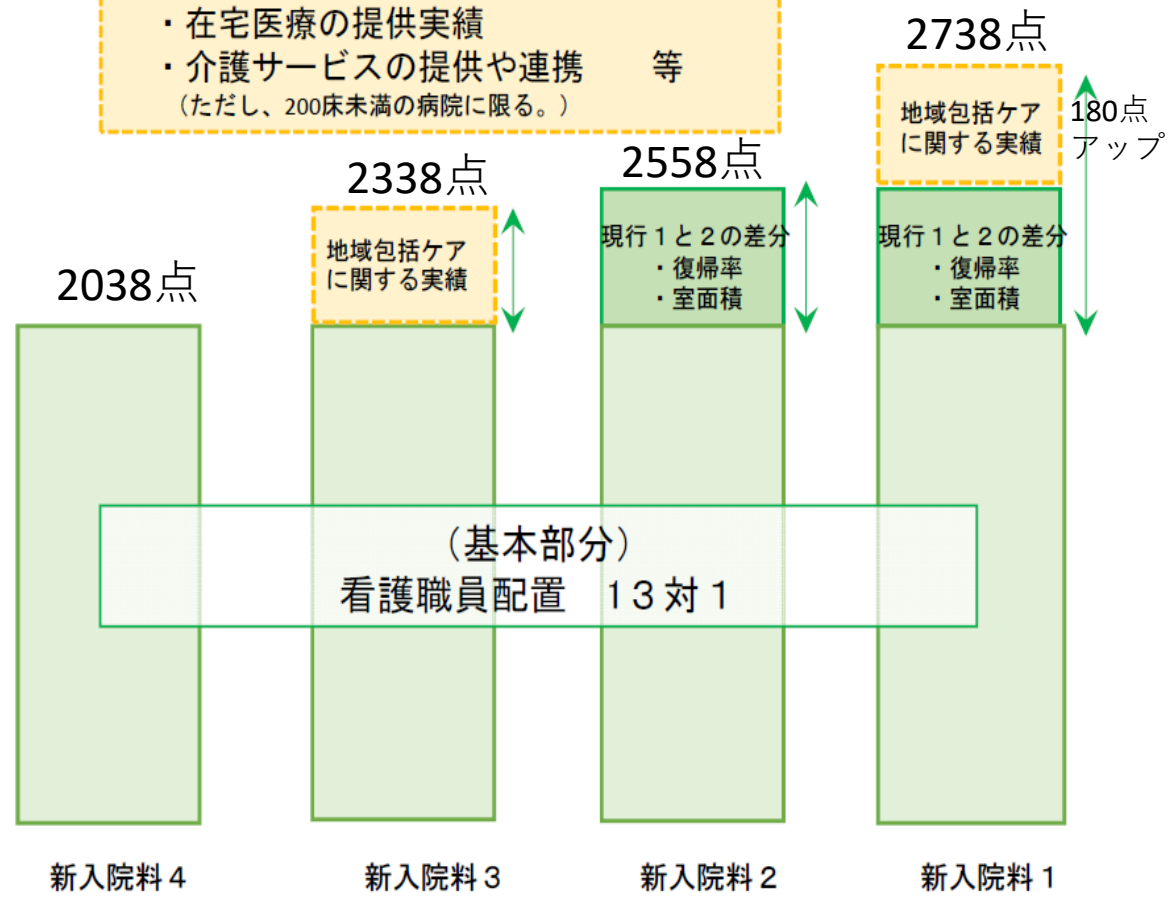 ・在宅医療の提供実績
・介護サービスの提供や連携　　等
（ただし、200床未満の病院に限る。）
2738点
地域包括ケア
に関する実績
180点
アップ
2558点
2338点
現行１と２の差分
・復帰率
・室面積
現行１と２の差分
・復帰率
・室面積
地域包括ケア
に関する実績
2038点
（基本部分）
看護職員配置　１３対１
新入院料４
新入院料３
新入院料２
新入院料１